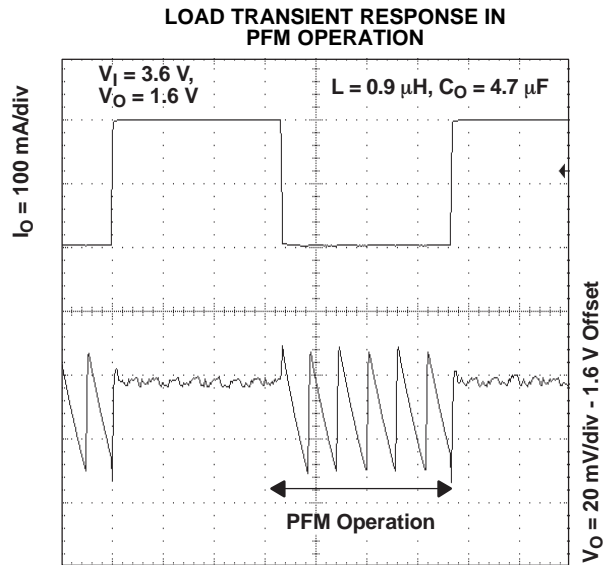 LOAD TRANSIENT RESPONSE IN
PFM OPERATION
V_I = 3.6 V,
V_O = 1.6 V
L = 0.9 μH, C_O = 4.7 μF
I_O = 100 mA/div
V_O = 20 mV/div - 1.6 V Offset
PFM Operation